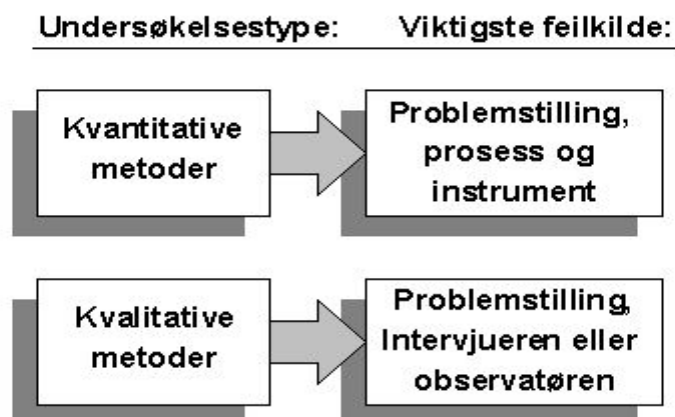 Undersøkelsestype: Viktigste feilkilde:
Kvantitative
metoder
Problemstilling,
prosess og
instrument
Kvalitative
metoder
Problemstilling,
Intervjueren eller
observatøren